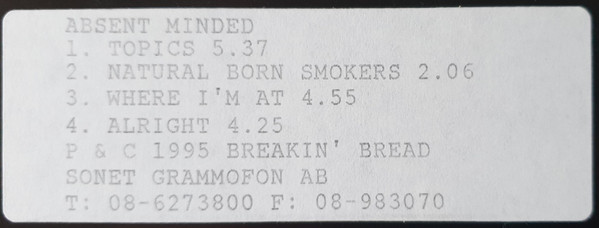 ABSENT MINDED
1. TOPICS 5.37
2. NATURAL BORN SMOKERS 2.06
3. WHERE I'M AT 4.55
4. ALRIGHT 4.25
P & C 1995 BREAKIN' BREAD
SONET GRAMMOFON AB
T: 08-6273800 F: 08-983070